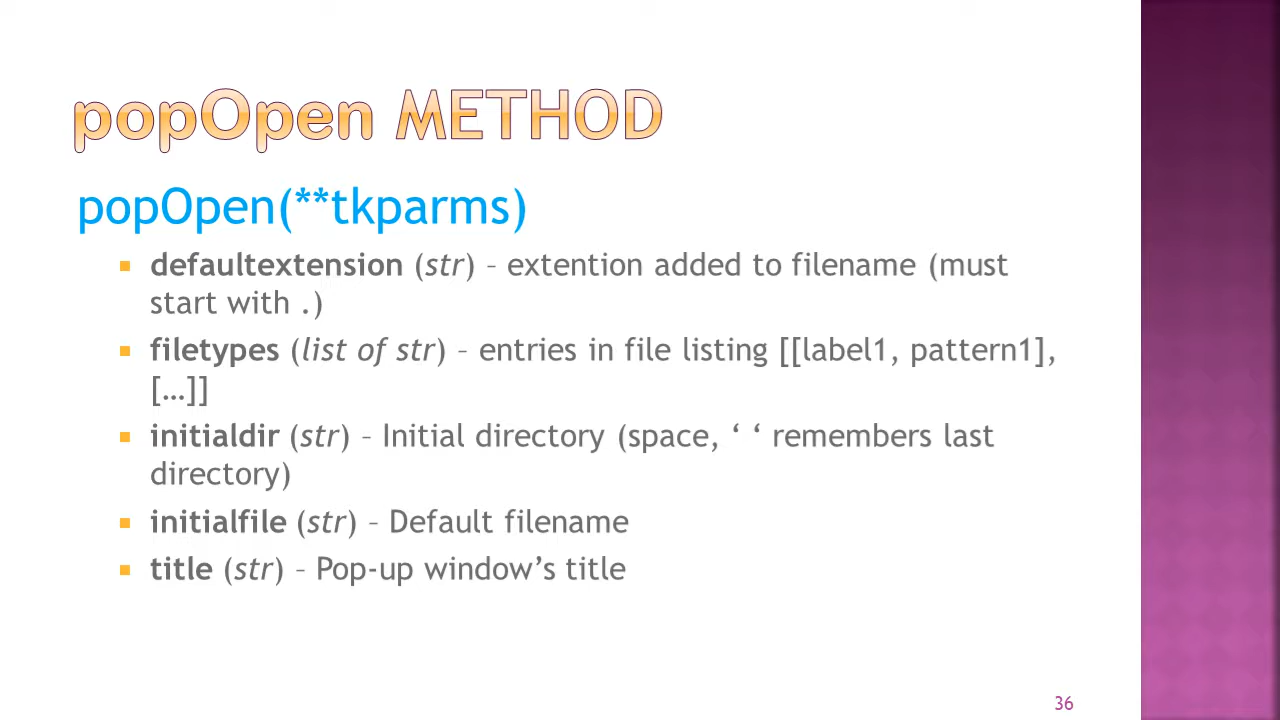 popOpen METHOD
popOpen(**tkparms)
▪ defaultextension (str) – extention added to filename (must
start with .)
▪ filetypes (list of str) – entries in file listing [[label1, pattern1],
[…]]
▪ initialdir (str) – Initial directory (space, ‘ ‘ remembers last
directory)
▪ initialfile (str) – Default filename
▪ title (str) – Pop-up window’s title
36